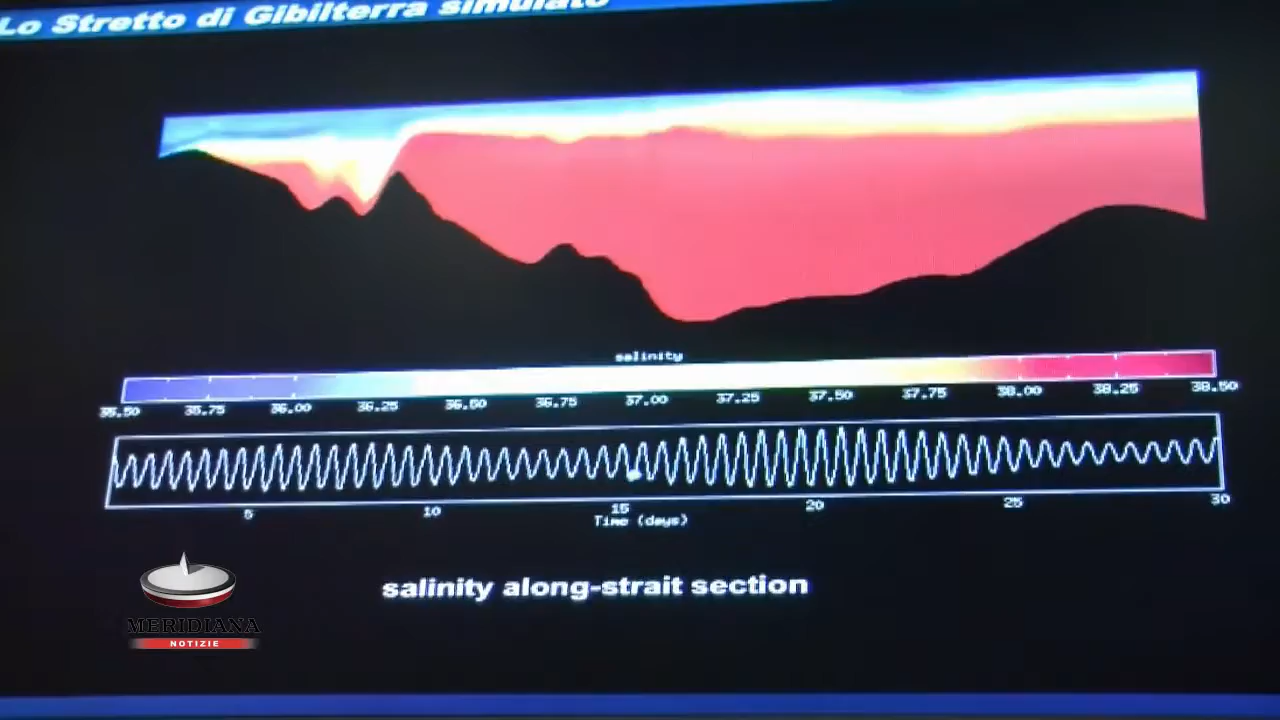 Lo Stretto di Gibilterra simulato
salinity
35.50 35.75 36.00 36.25 36.50 36.75 37.00 37.25 37.50 37.75 38.00 38.25 38.50
5 10 15 20 25 30
Time (days)
salinity along-strait section
MERIDIANA
NOTIZIE